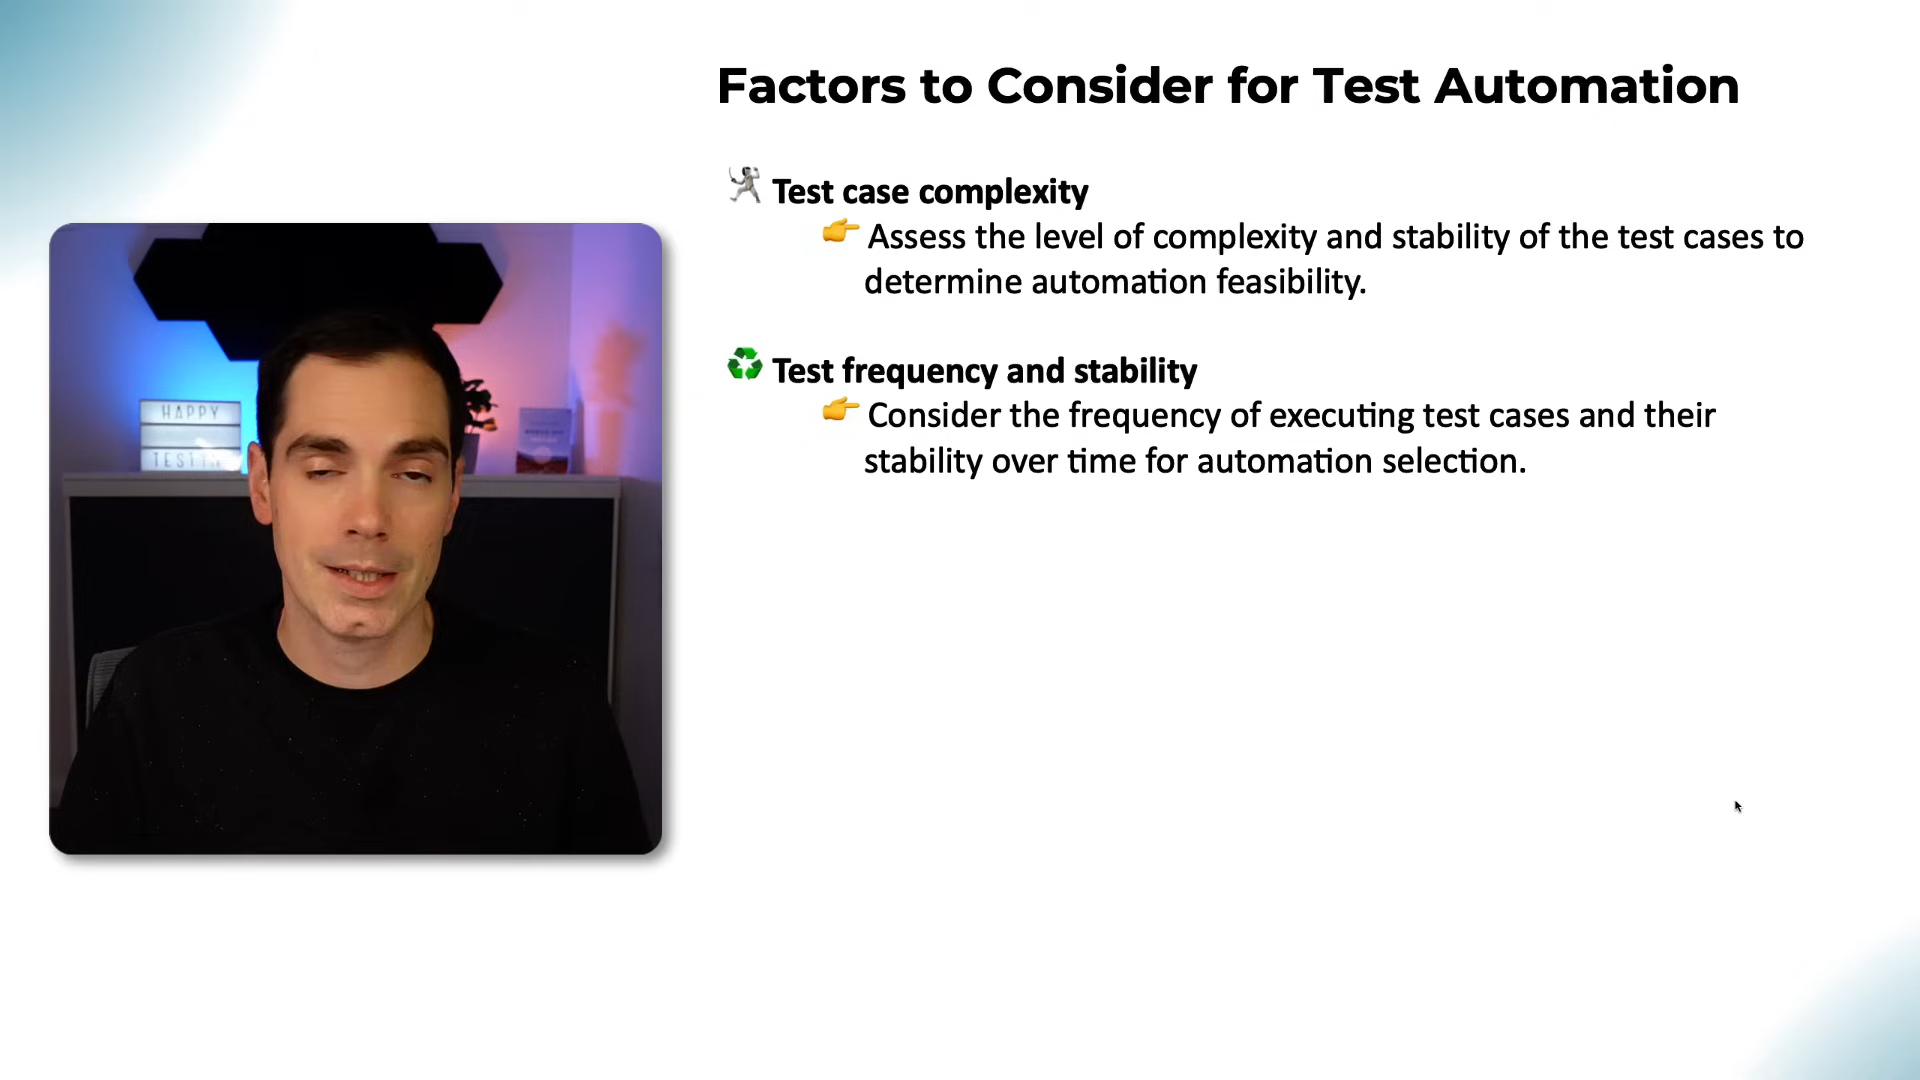 Factors to Consider for Test Automation
🤺 Test case complexity
👉 Assess the level of complexity and stability of the test cases to
determine automation feasibility.
♻️ Test frequency and stability
👉 Consider the frequency of executing test cases and their
stability over time for automation selection.
HAPPY